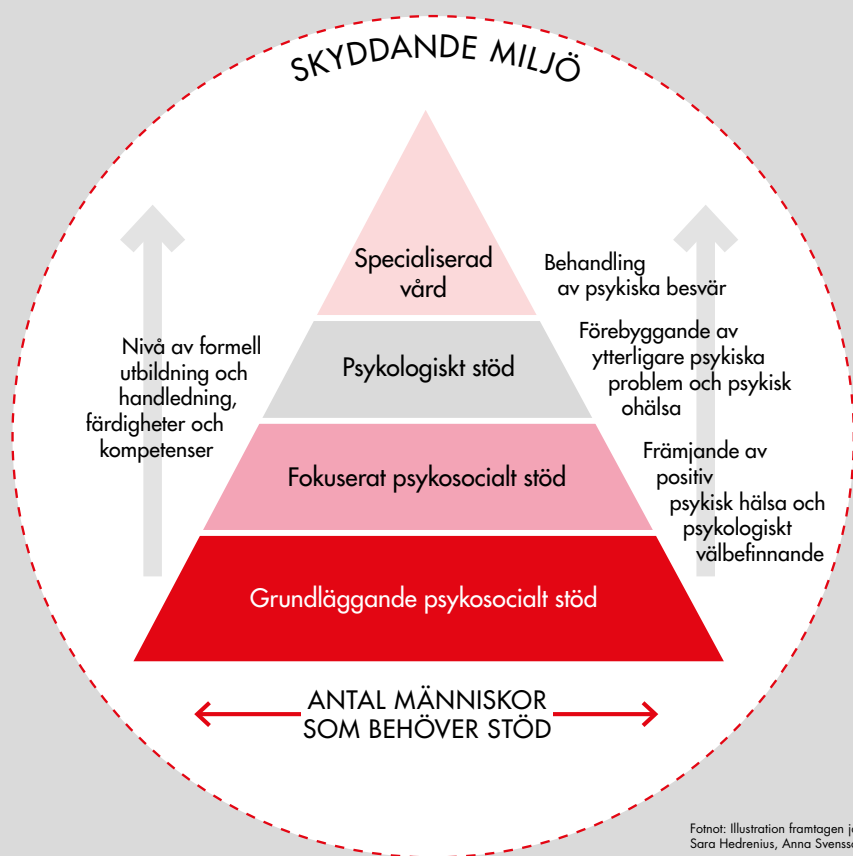 SKYDDANDE MILJÖ
Specialiserad
vård
Behandling
av psykiska besvär
Nivå av formell
utbildning och
handledning,
färdigheter och
kompetenser
Psykologiskt stöd
Förebyggande av
ytterligare psykiska
problem och psykisk
ohälsa
Fokuserat psykosocialt stöd
Främjande av
positiv
psykisk hälsa och
psykologiskt
välbefinnande
Grundläggande psykosocialt stöd
ANTAL MÄNNISKOR
SOM BEHÖVER STÖD
Fotnot: Illustration framtagen
Sara Hedrenius, Anna